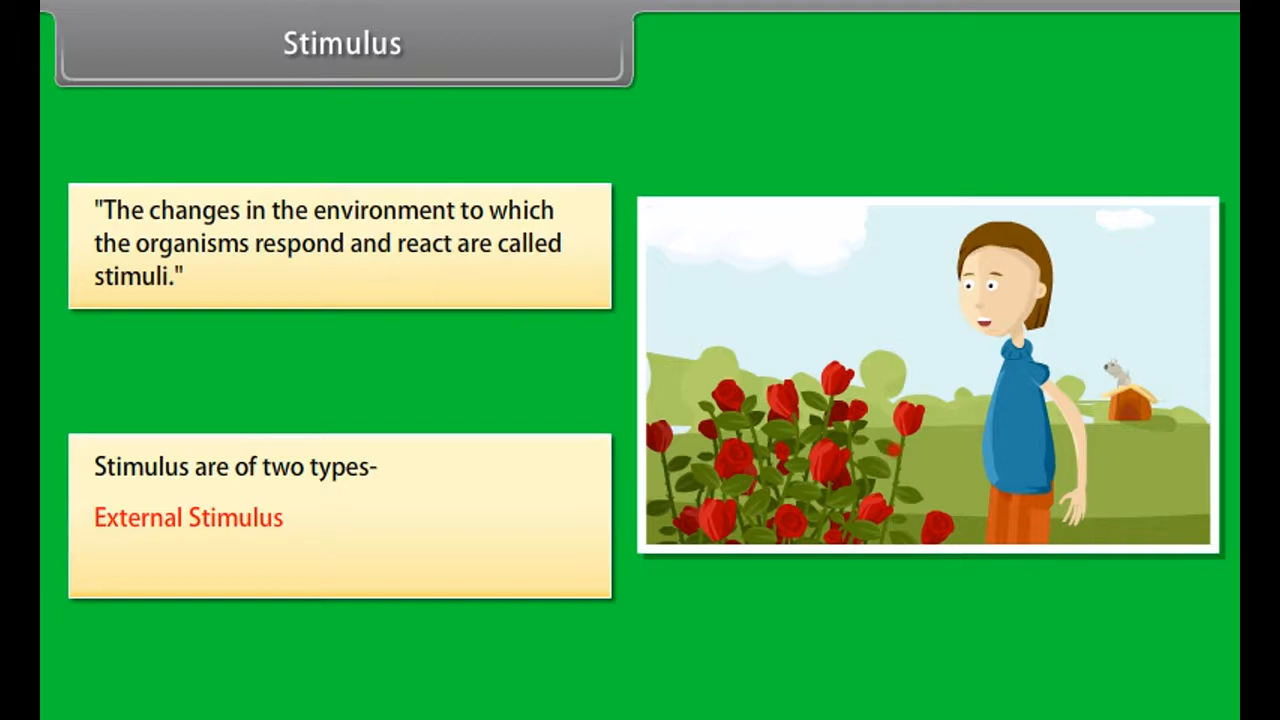 Stimulus
"The changes in the environment to which
the organisms respond and react are called
stimuli."
Stimulus are of two types-
External Stimulus